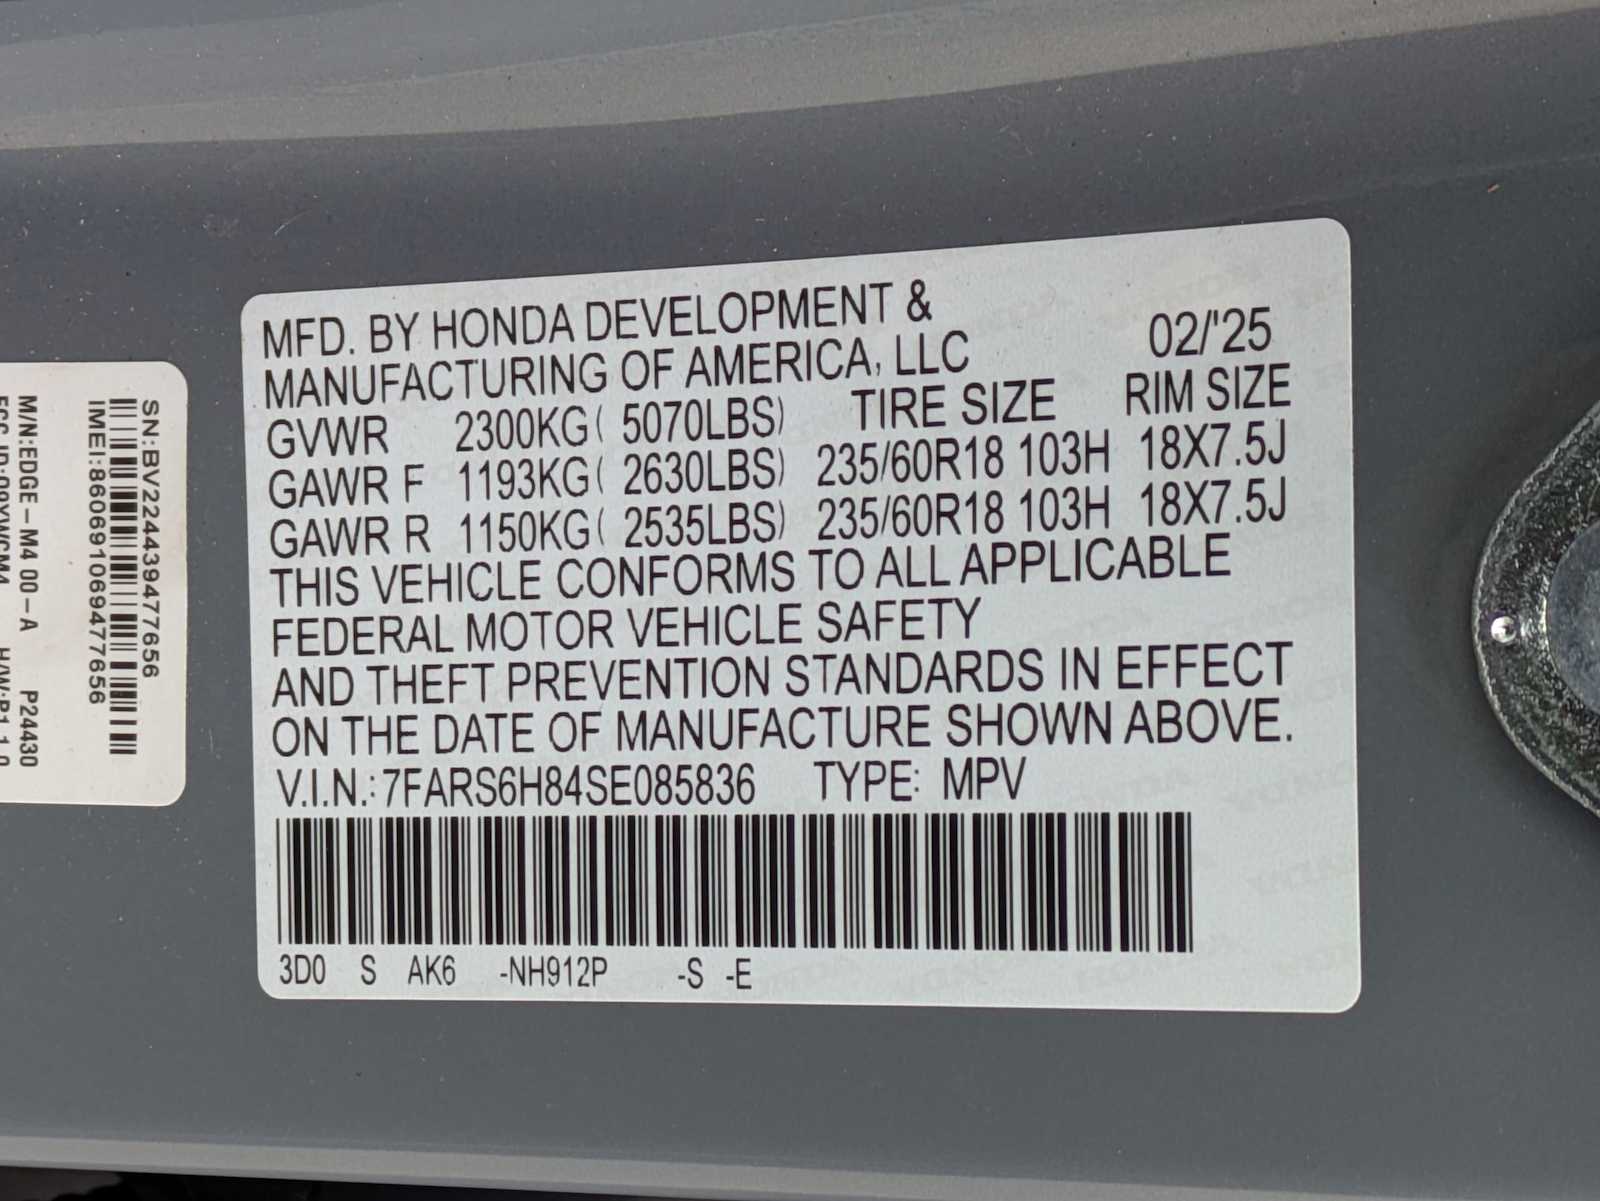 MFD. BY HONDA DEVELOPMENT &
MANUFACTURING OF AMERICA, LLC 02/'25
GVWR 2300KG( 5070LBS) TIRE SIZE RIM SIZE
GAWR F 1193KG( 2630LBS) 235/60R18 103H 18X7.5J
GAWR R 1150KG( 2535LBS) 235/60R18 103H 18X7.5J
THIS VEHICLE CONFORMS TO ALL APPLICABLE
FEDERAL MOTOR VEHICLE SAFETY
AND THEFT PREVENTION STANDARDS IN EFFECT
ON THE DATE OF MANUFACTURE SHOWN ABOVE.
V.I.N.:7FARS6H84SE085836 TYPE: MPV
3D0 S AK6 -NH912P -S -E
SN:BV224439477656
IMEI:860691069477656
M/N:EDGE-M4 00-A P24430